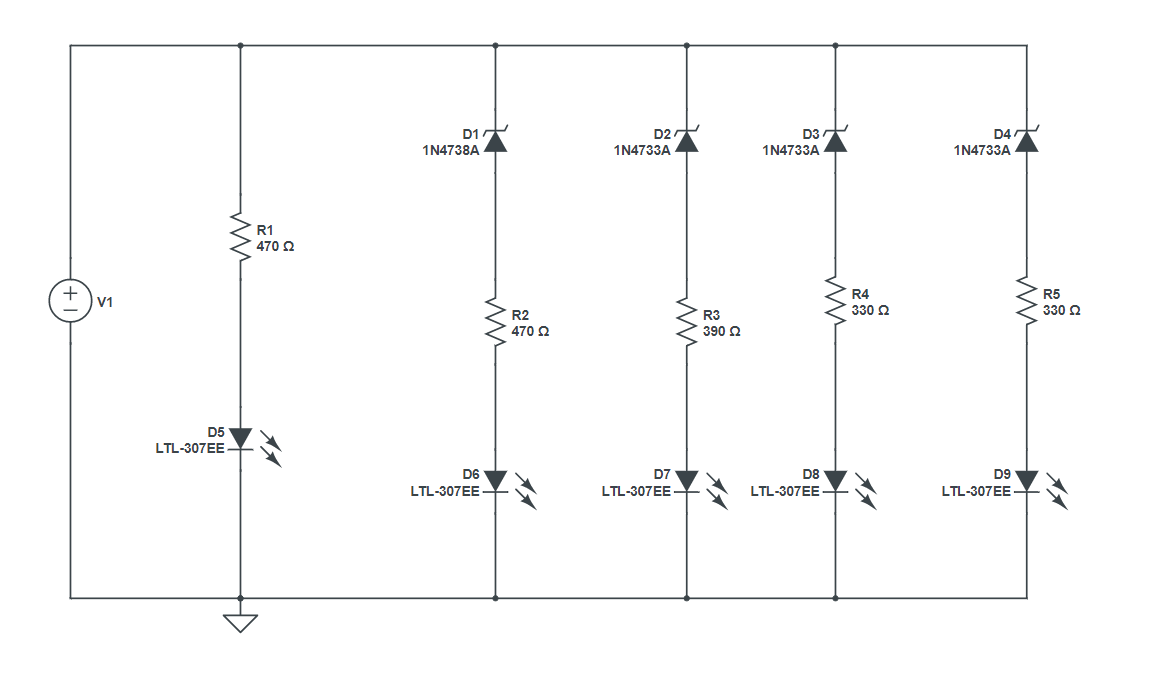 D1
1N4738A
D2
1N4733A
D3
1N4733A
D4
1N4733A
R1
470 Ω
V1
R2
470 Ω
R3
390 Ω
R4
330 Ω
R5
330 Ω
D5
LTL-307EE
D6
LTL-307EE
D7
LTL-307EE
D8
LTL-307EE
D9
LTL-307EE